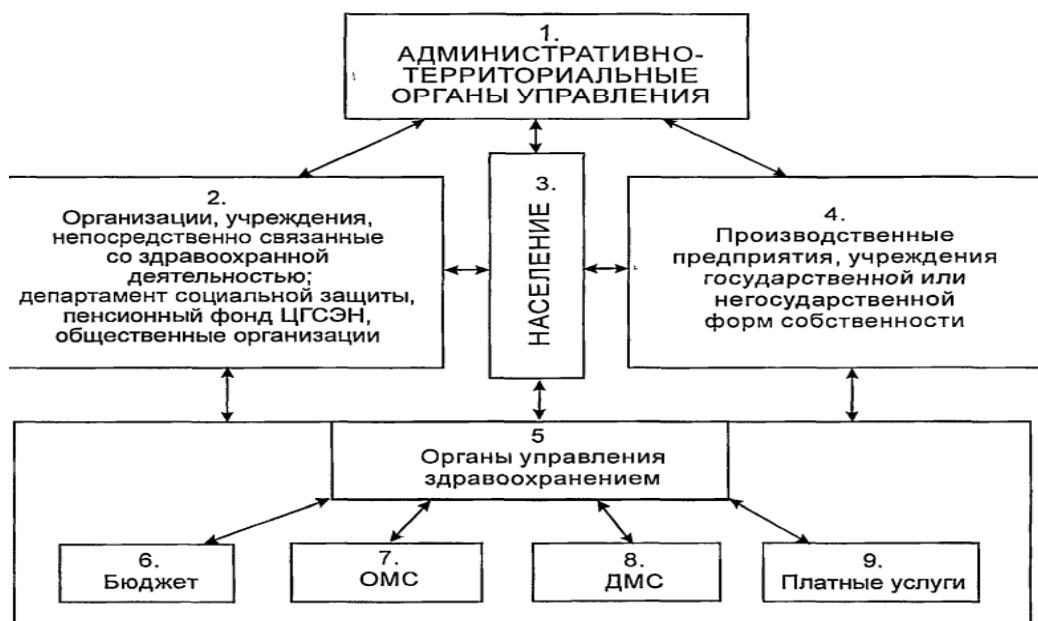 1.
АДМИНИСТРАТИВНО-
ТЕРРИТОРИАЛЬНЫЕ
ОРГАНЫ УПРАВЛЕНИЯ
2.
Организации, учреждения,
непосредственно связанные
со здравоохранной
деятельностью;
департамент социальной защиты,
пенсионный фонд ЦГСЭН,
общественные организации
3.
НАСЕЛЕНИЕ
4.
Производственные
предприятия, учреждения
государственной или
негосударственной
форм собственности
5
Органы управления
здравоохранением
6.
Бюджет
7.
ОМС
8.
ДМС
9.
Платные услуги